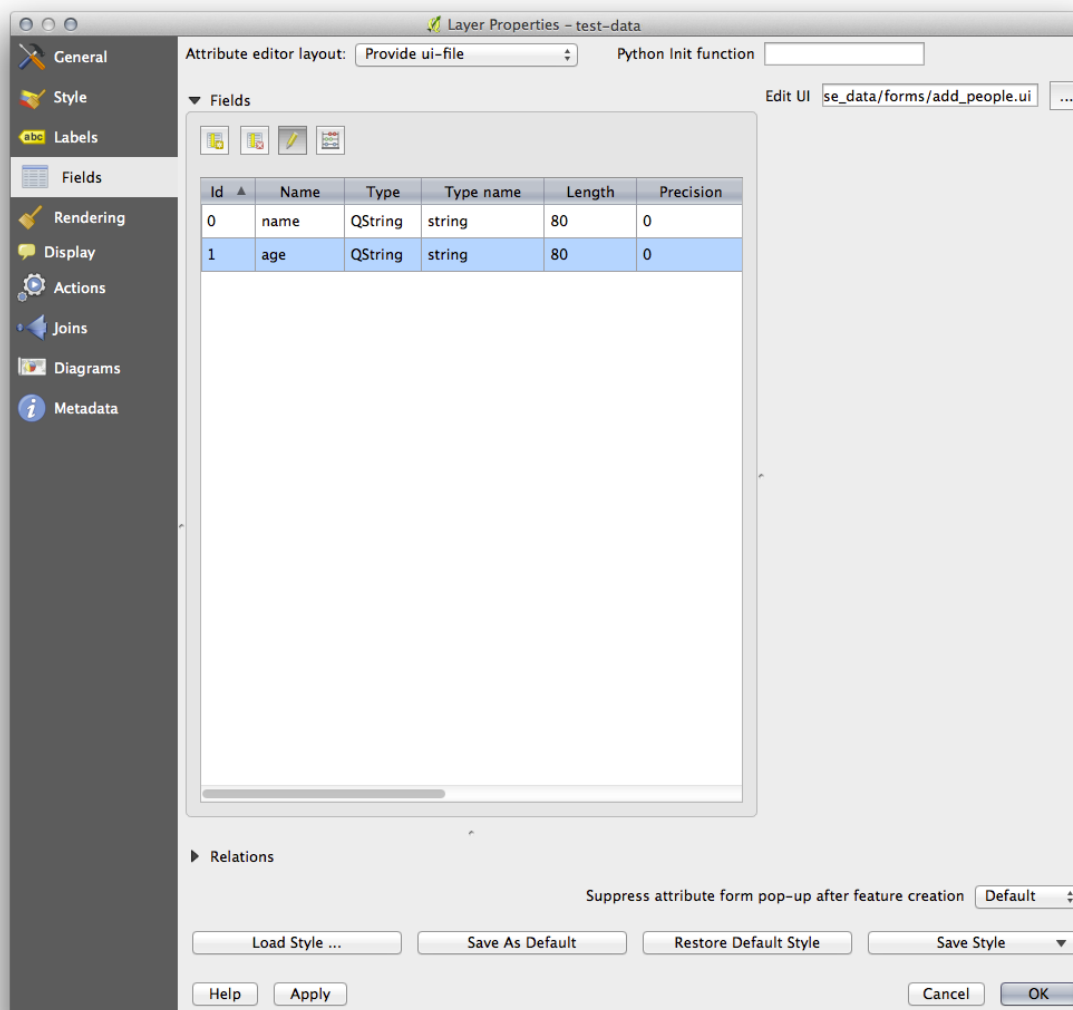 Layer Properties – test-data
General
Style
abc Labels
Fields
Rendering
Display
Actions
Joins
Diagrams
i Metadata
Attribute editor layout: Provide ui-file Python Init function
Fields Edit UI se_data/forms/add_people.ui ...
Id Name Type Type name Length Precision
0 name QString string 80 0
1 age QString string 80 0
Relations
Suppress attribute form pop-up after feature creation Default
Load Style ... Save As Default Restore Default Style Save Style
Help Apply Cancel OK